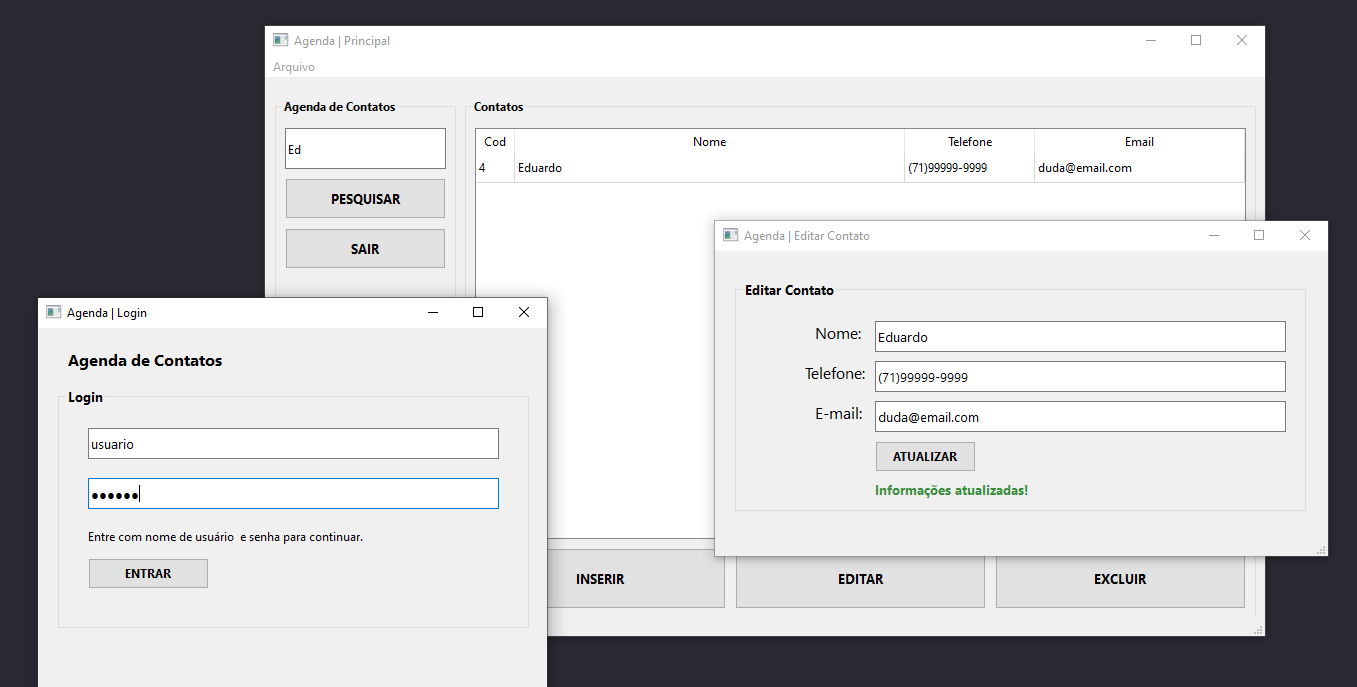 Agenda | Principal
Arquivo
Agenda de Contatos
Ed
PESQUISAR
SAIR
Contatos
Cod Nome Telefone Email
4 Eduardo (71)99999-9999 duda@email.com
INSERIR
EDITAR
EXCLUIR
Agenda | Editar Contato
Editar Contato
Nome: Eduardo
Telefone: (71)99999-9999
E-mail: duda@email.com
ATUALIZAR
Informações atualizadas!
Agenda | Login
Agenda de Contatos
Login
usuario
●●●●●●
Entre com nome de usuário  e senha para continuar.
ENTRAR